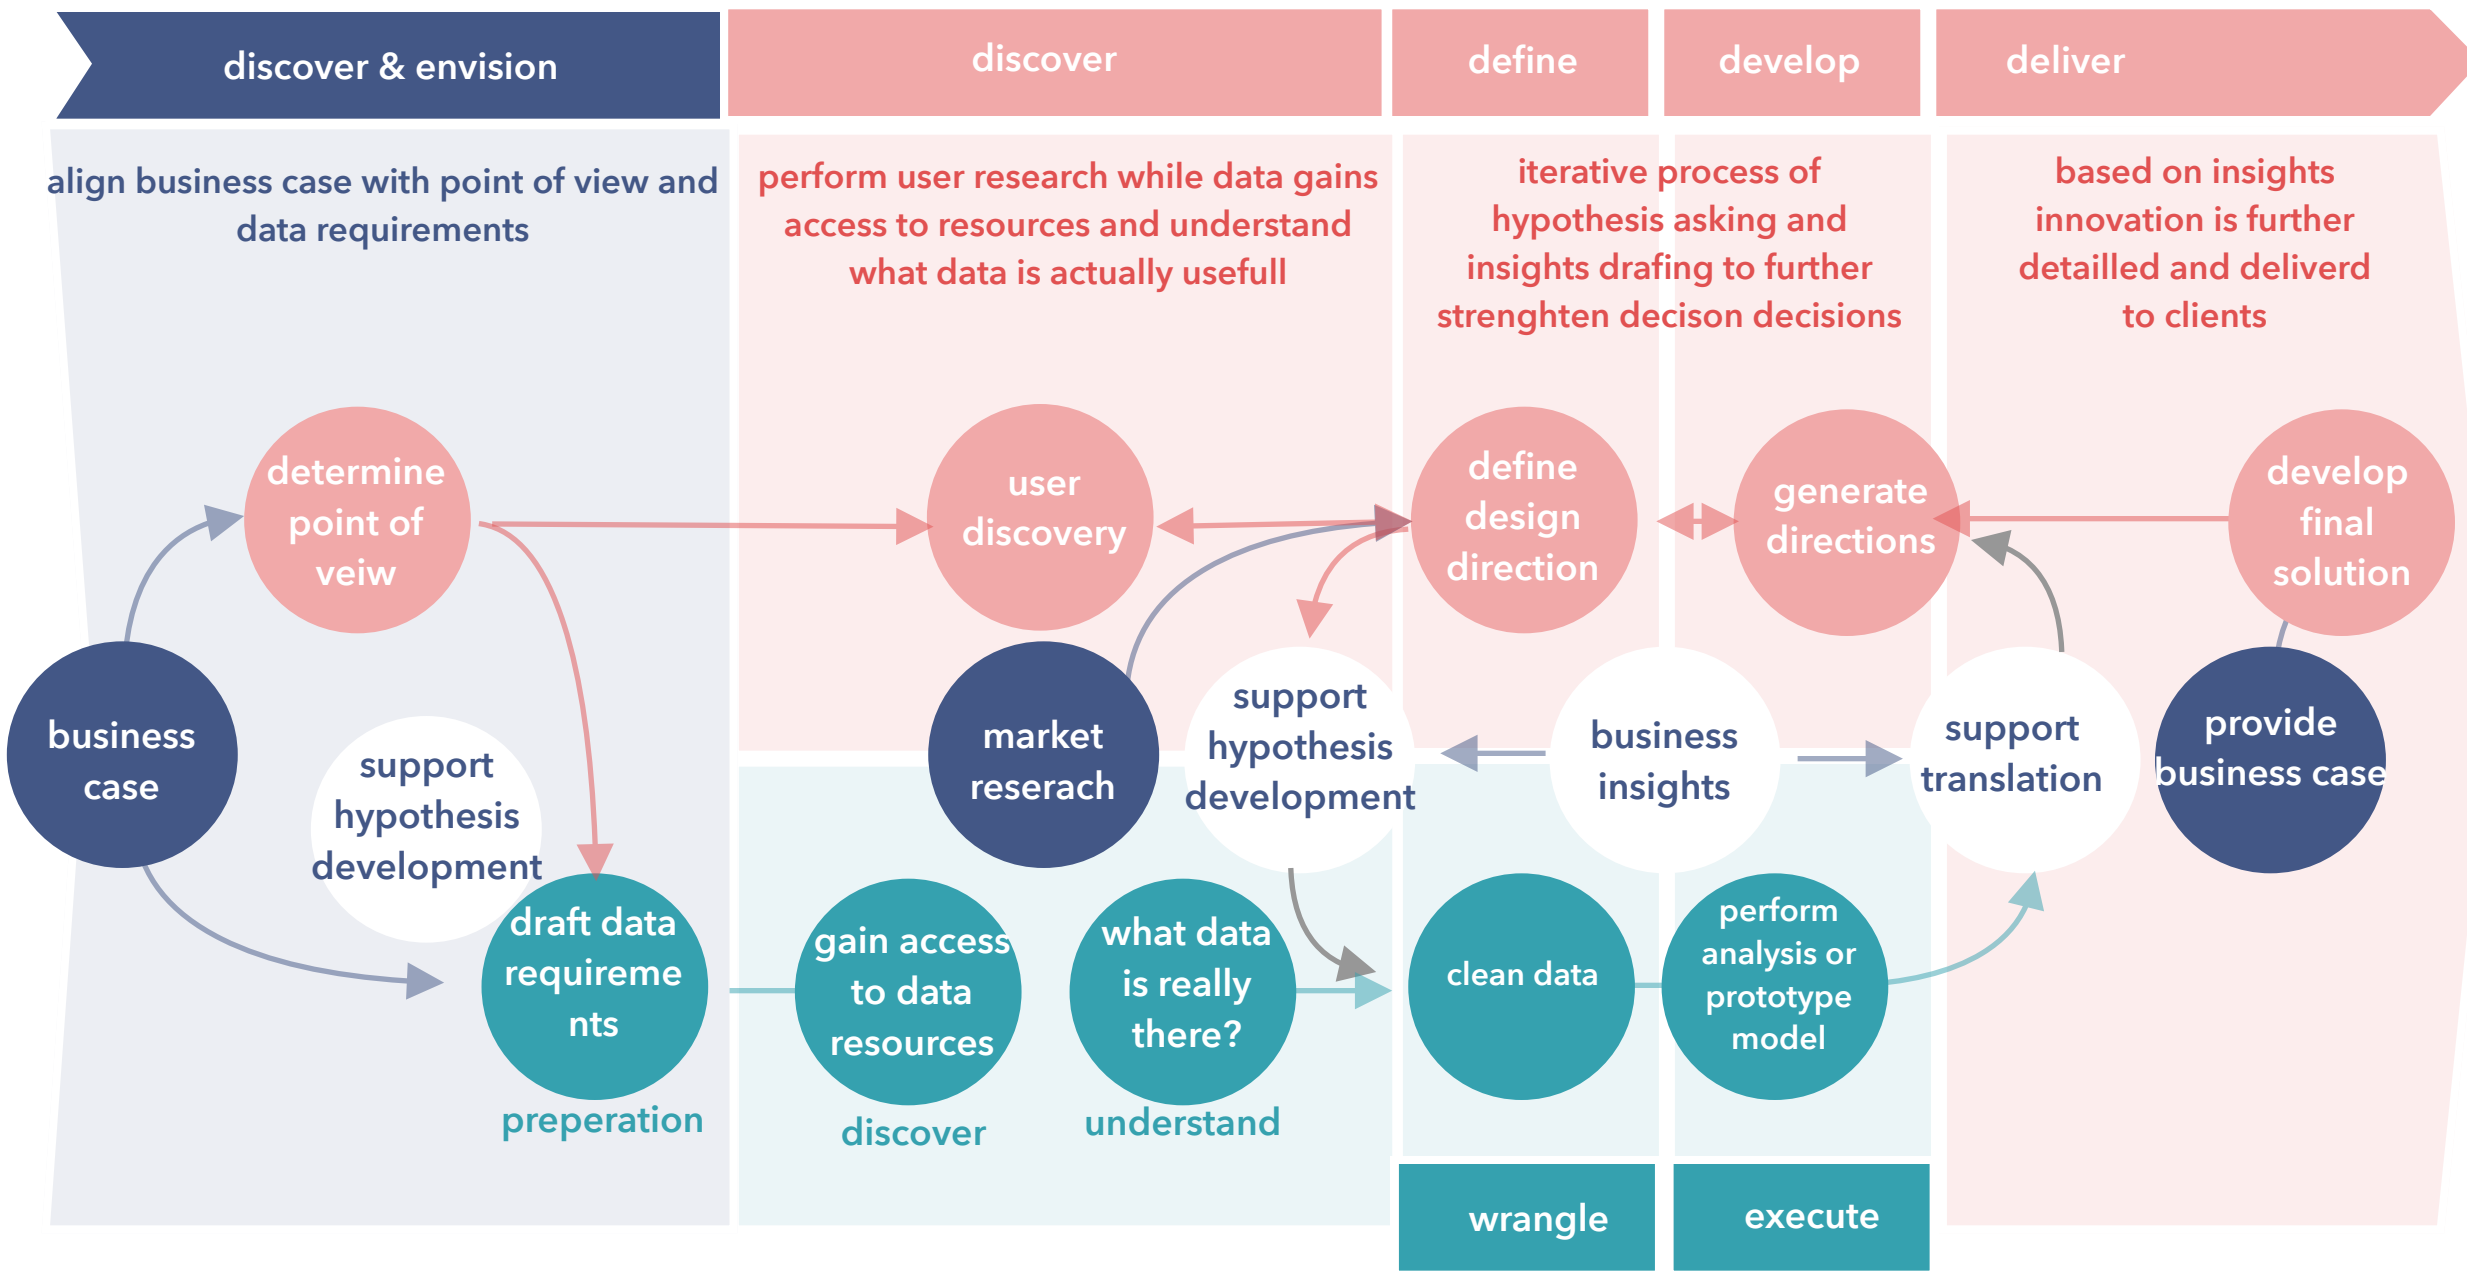 discover & envision
discover
define
develop
deliver
align business case with point of view and
data requirements
perform user research while data gains
access to resources and understand
what data is actually usefull
iterative process of
hypothesis asking and
insights drafing to further
strenghten decison decisions
based on insights
innovation is further
detailled and deliverd
to clients
determine
point of
veiw
user
discovery
define
design
direction
generate
directions
develop
final
solution
business
case
support
hypothesis
development
market
reserach
support
hypothesis
development
business
insights
support
translation
provide
business case
draft data
requireme
nts
preperation
gain access
to data
resources
discover
what data
is really
there?
understand
clean data
perform
analysis or
prototype
model
wrangle
execute